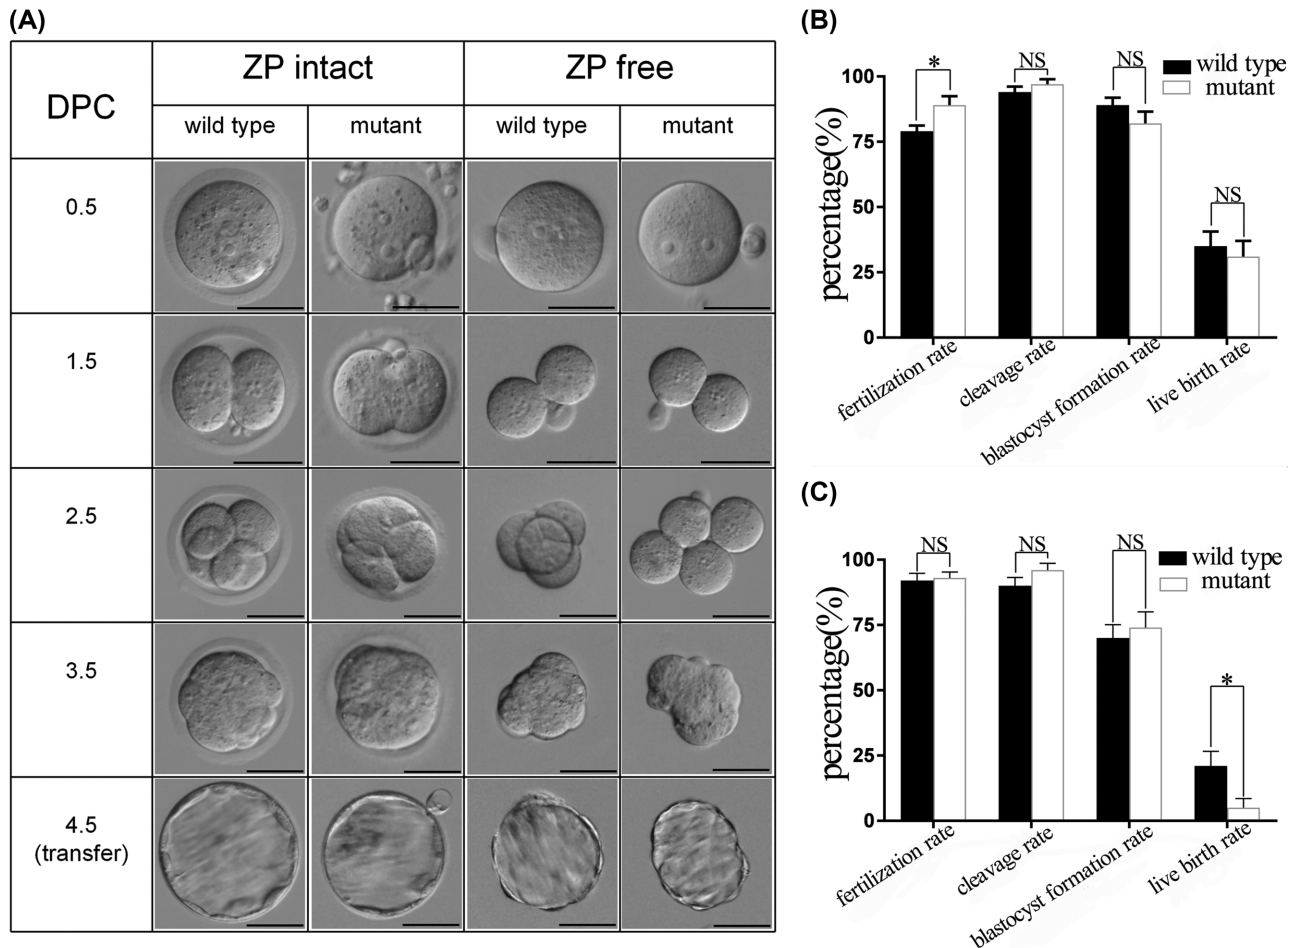 (A)
DPC
ZP intact
ZP free
wild type
mutant
wild type
mutant
0.5
1.5
2.5
3.5
4.5
(transfer)
(B)
percentage(%)
100
75
50
25
0
*
NS
NS
NS
wild type
mutant
fertilization rate
cleavage rate
blastocyst formation rate
live birth rate
(C)
percentage(%)
100
75
50
25
0
NS
NS
NS
*
wild type
mutant
fertilization rate
cleavage rate
blastocyst formation rate
live birth rate